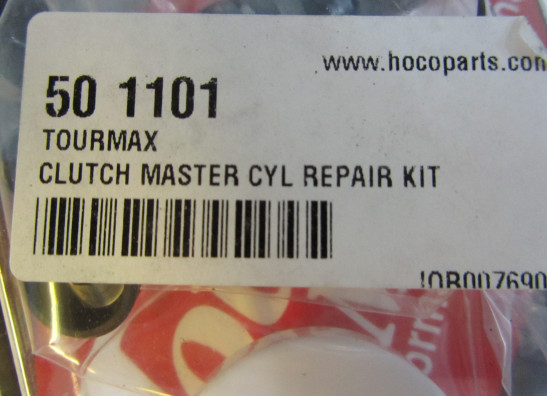 www.hocoparts.com
50 1101
TOURMAX
CLUTCH MASTER CYL REPAIR KIT